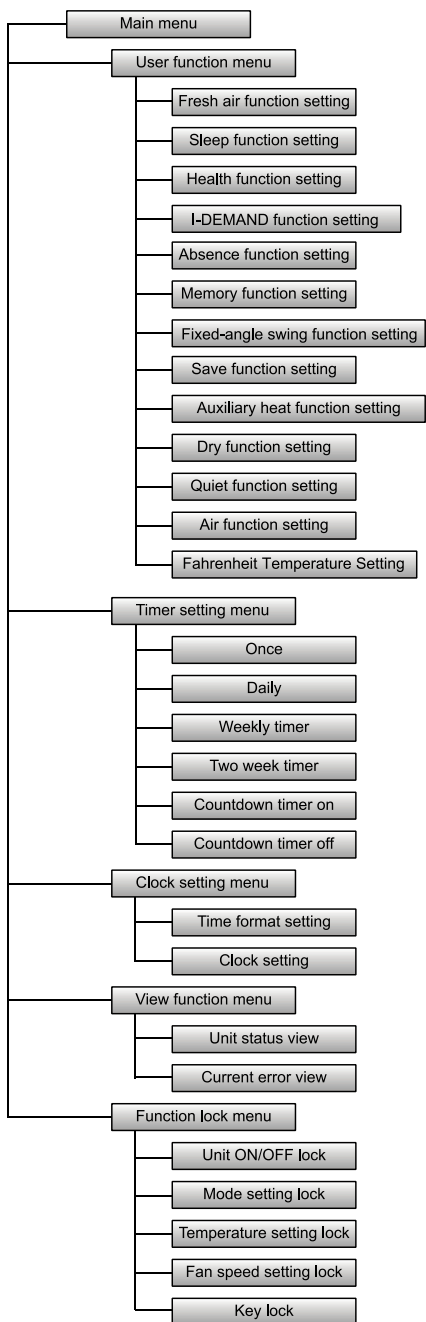 Main menu
User function menu
Fresh air function setting
Sleep function setting
Health function setting
I-DEMAND function setting
Absence function setting
Memory function setting
Fixed-angle swing function setting
Save function setting
Auxiliary heat function setting
Dry function setting
Quiet function setting
Air function setting
Fahrenheit Temperature Setting
Timer setting menu
Once
Daily
Weekly timer
Two week timer
Countdown timer on
Countdown timer off
Clock setting menu
Time format setting
Clock setting
View function menu
Unit status view
Current error view
Function lock menu
Unit ON/OFF lock
Mode setting lock
Temperature setting lock
Fan speed setting lock
Key lock